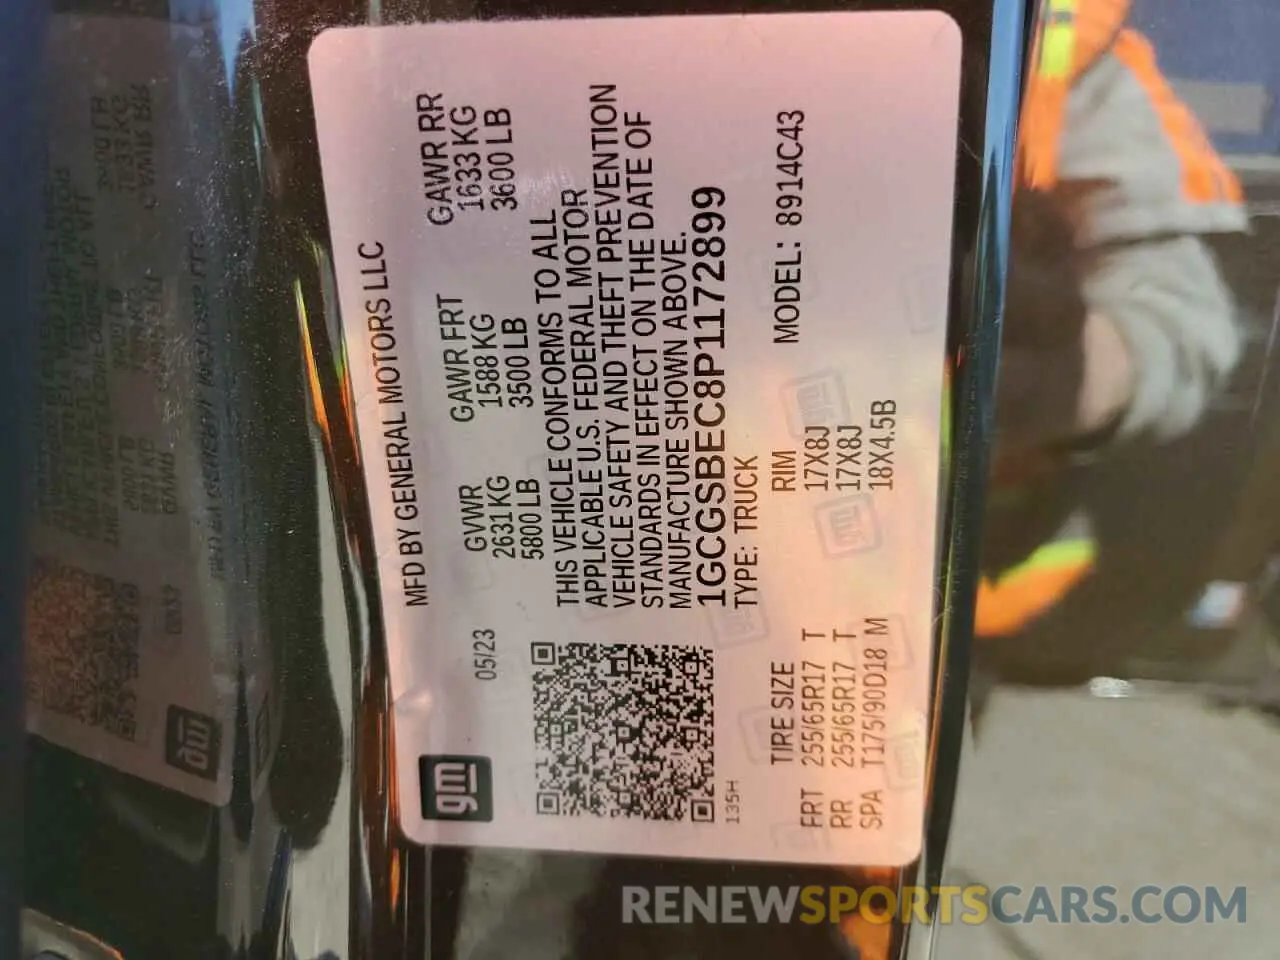 gm
MFD BY GENERAL MOTORS LLC
05/23
GVWR GAWR FRT GAWR RR
2631 KG 1588 KG 1633 KG
5800 LB 3500 LB 3600 LB
THIS VEHICLE CONFORMS TO ALL
APPLICABLE U.S. FEDERAL MOTOR
VEHICLE SAFETY AND THEFT PREVENTION
STANDARDS IN EFFECT ON THE DATE OF
MANUFACTURE SHOWN ABOVE.
1GCGSBEC8P1172899
135H TYPE: TRUCK
TIRE SIZE RIM MODEL: 8914C43
FRT 255/65R17 T 17X8J
RR 255/65R17 T 17X8J
SPA T175/90D18 M 18X4.5B
RENEWSPORTSCARS.COM